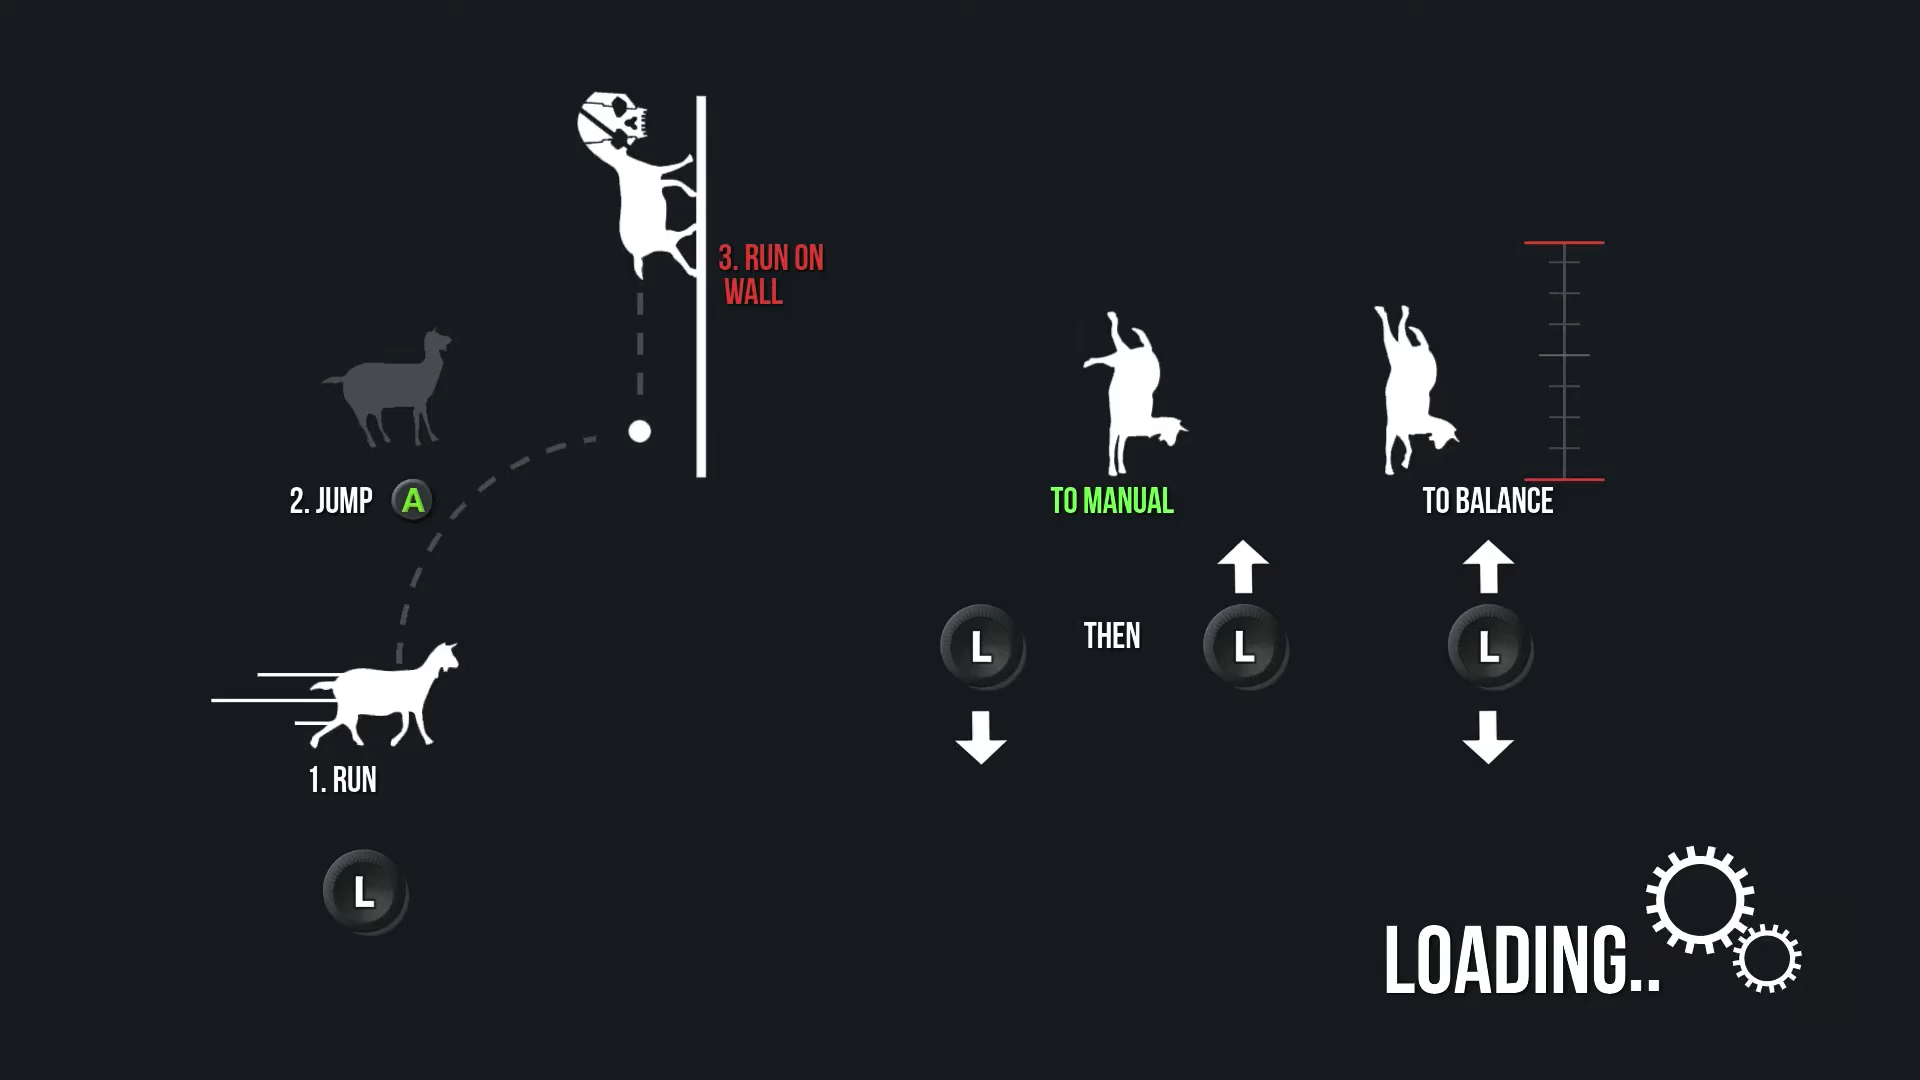 3. RUN ON
WALL
2. JUMP A
1. RUN
L
TO MANUAL
L THEN L
TO BALANCE
L
LOADING..